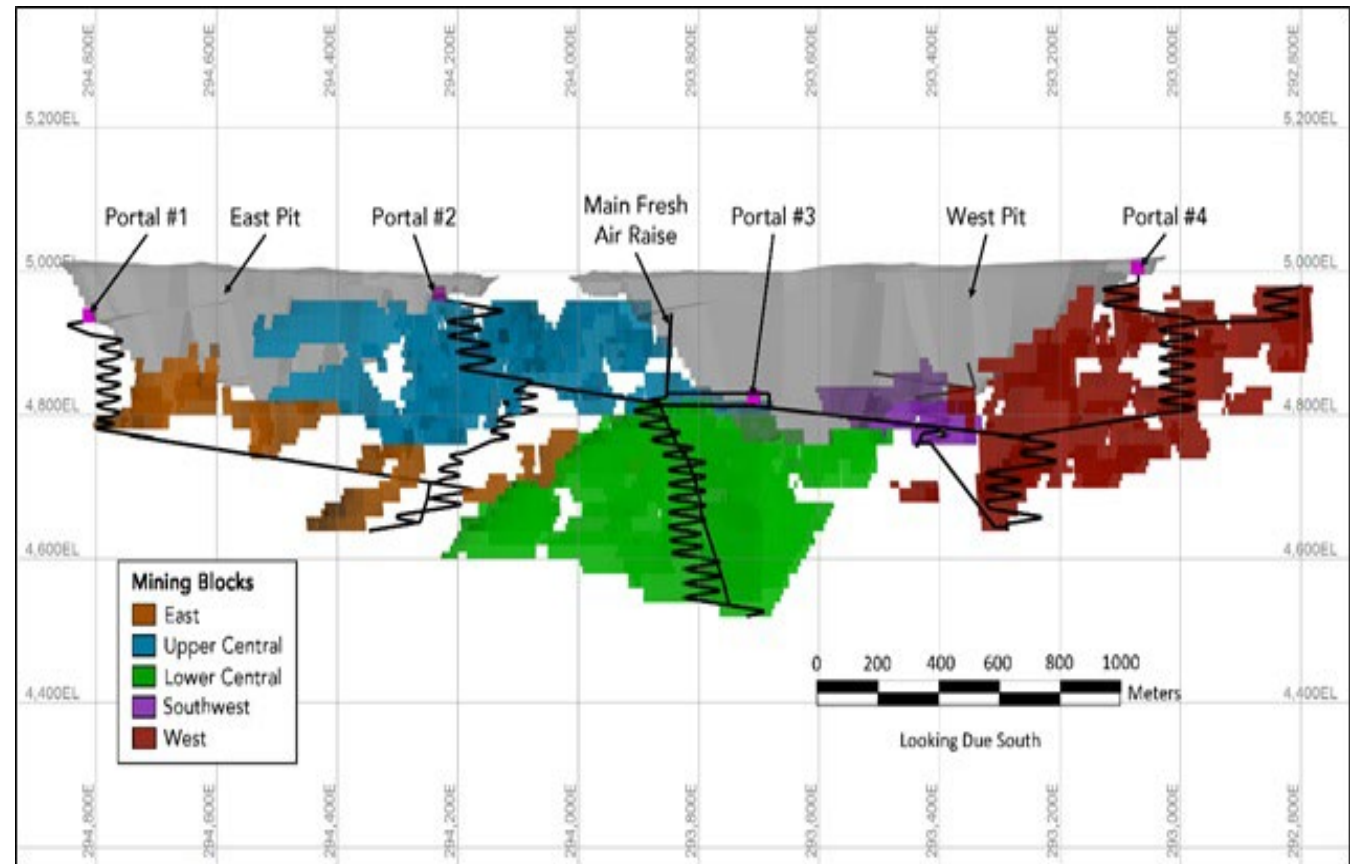 294,800E
294,600E
294,400E
294,200E
294,000E
293,800E
293,600E
293,400E
293,200E
293,000E
292,800E
5,200EL
5,200EL
Portal #1
East Pit
Portal #2
Main Fresh
Air Raise
Portal #3
West Pit
Portal #4
5,000EL
5,000EL
4,800EL
4,800EL
4,600EL
4,600EL
Mining Blocks
East
Upper Central
Lower Central
Southwest
West
0
200
400
600
800
1000
Meters
4,400EL
4,400EL
Looking Due South
294,800E
294,600E
294,400E
294,200E
294,000E
293,800E
293,600E
293,400E
293,200E
293,000E
292,800E